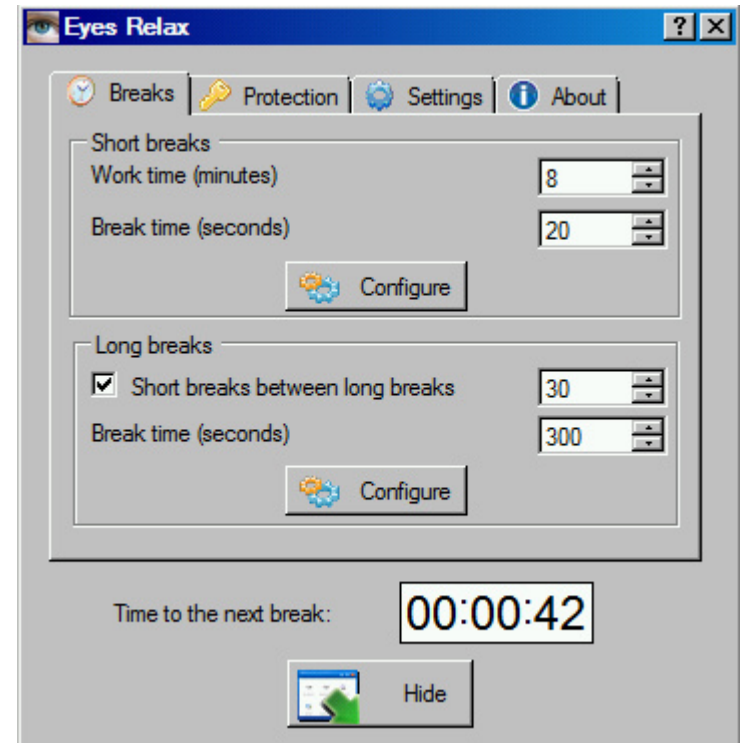 Eyes Relax
Breaks Protection Settings About
Short breaks
Work time (minutes) 8
Break time (seconds) 20
Configure
Long breaks
Short breaks between long breaks 30
Break time (seconds) 300
Configure
Time to the next break: 00:00:42
Hide